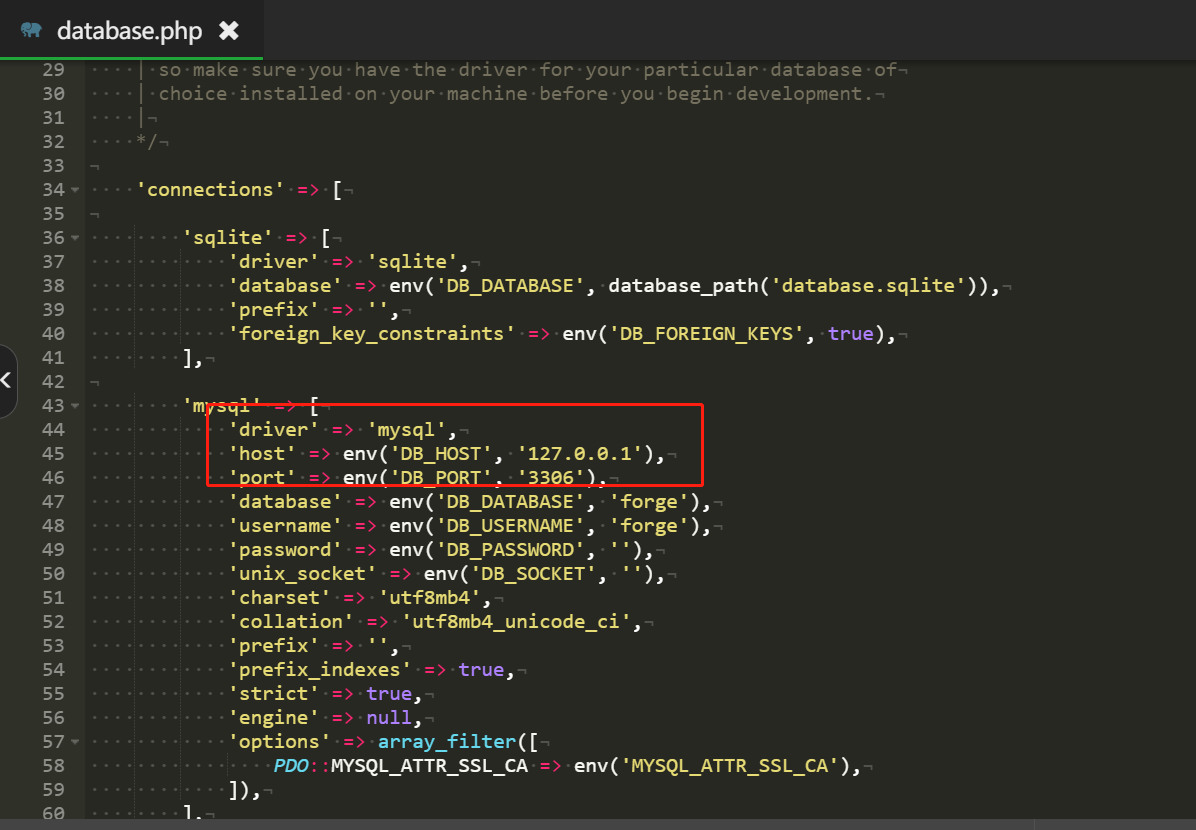 database.php
29 | so make sure you have the driver for your particular database of
30 | choice installed on your machine before you begin development.
31 |
32 */
33
34 'connections' => [
35
36 'sqlite' => [
37 'driver' => 'sqlite',
38 'database' => env('DB_DATABASE', database_path('database.sqlite')),
39 'prefix' => '',
40 'foreign_key_constraints' => env('DB_FOREIGN_KEYS', true),
41 ],
42
43 'mysql' => [
44 'driver' => 'mysql',
45 'host' => env('DB_HOST', '127.0.0.1'),
46 'port' => env('DB_PORT', '3306'),
47 'database' => env('DB_DATABASE', 'forge'),
48 'username' => env('DB_USERNAME', 'forge'),
49 'password' => env('DB_PASSWORD', ''),
50 'unix_socket' => env('DB_SOCKET', ''),
51 'charset' => 'utf8mb4',
52 'collation' => 'utf8mb4_unicode_ci',
53 'prefix' => '',
54 'prefix_indexes' => true,
55 'strict' => true,
56 'engine' => null,
57 'options' => array_filter([
58 PDO::MYSQL_ATTR_SSL_CA => env('MYSQL_ATTR_SSL_CA'),
59 ]),
60 ],